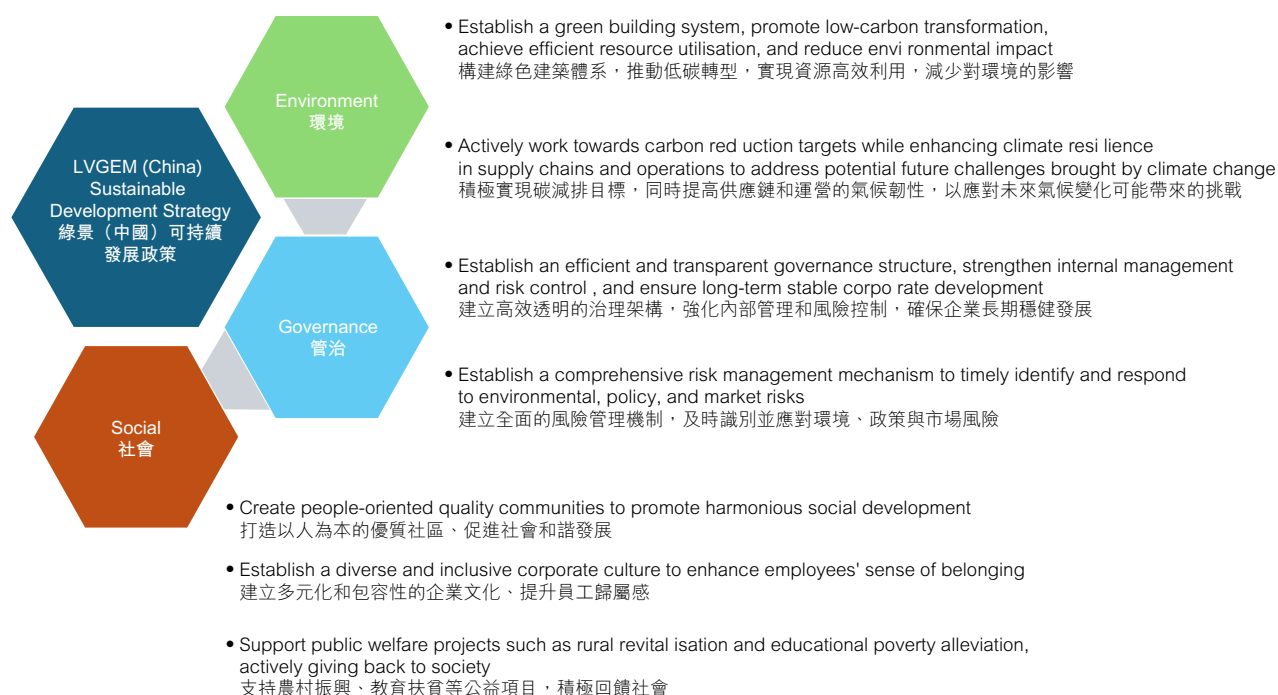 LVGEM (China)
Sustainable
Development Strategy
綠景（中國）可持續
發展政策
Environment
環境
• Establish a green building system, promote low-carbon transformation,
achieve efficient resource utilisation, and reduce envi ronmental impact
構建綠色建築體系，推動低碳轉型，實現資源高效利用，減少對環境的影響
• Actively work towards carbon red uction targets while enhancing climate resi lience
in supply chains and operations to address potential future challenges brought by climate change
積極實現碳減排目標，同時提高供應鏈和運營的氣候韌性，以應對未來氣候變化可能帶來的挑戰
Governance
管治
• Establish an efficient and transparent governance structure, strengthen internal management
and risk control , and ensure long-term stable corpo rate development
建立高效透明的治理架構，強化內部管理和風險控制，確保企業長期穩健發展
• Establish a comprehensive risk management mechanism to timely identify and respond
to environmental, policy, and market risks
建立全面的風險管理機制，及時識別並應對環境、政策與市場風險
Social
社會
• Create people-oriented quality communities to promote harmonious social development
打造以人為本的優質社區、促進社會和諧發展
• Establish a diverse and inclusive corporate culture to enhance employees' sense of belonging
建立多元化和包容性的企業文化、提升員工歸屬感
• Support public welfare projects such as rural revital isation and educational poverty alleviation,
actively giving back to society
支持農村振興、教育扶貧等公益項目，積極回饋社會